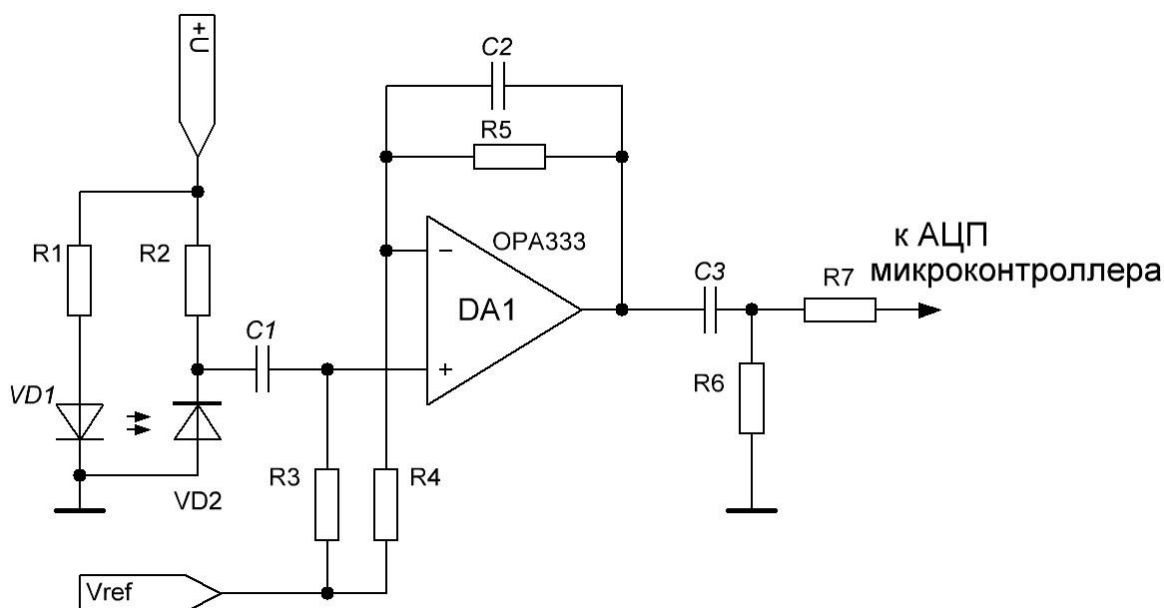 +U
C2
R5
R1
R2
OPA333
к АЦП
микроконтроллера
C3
R7
DA1
C1
−
+
VD1
R6
R3
R4
VD2
Vref